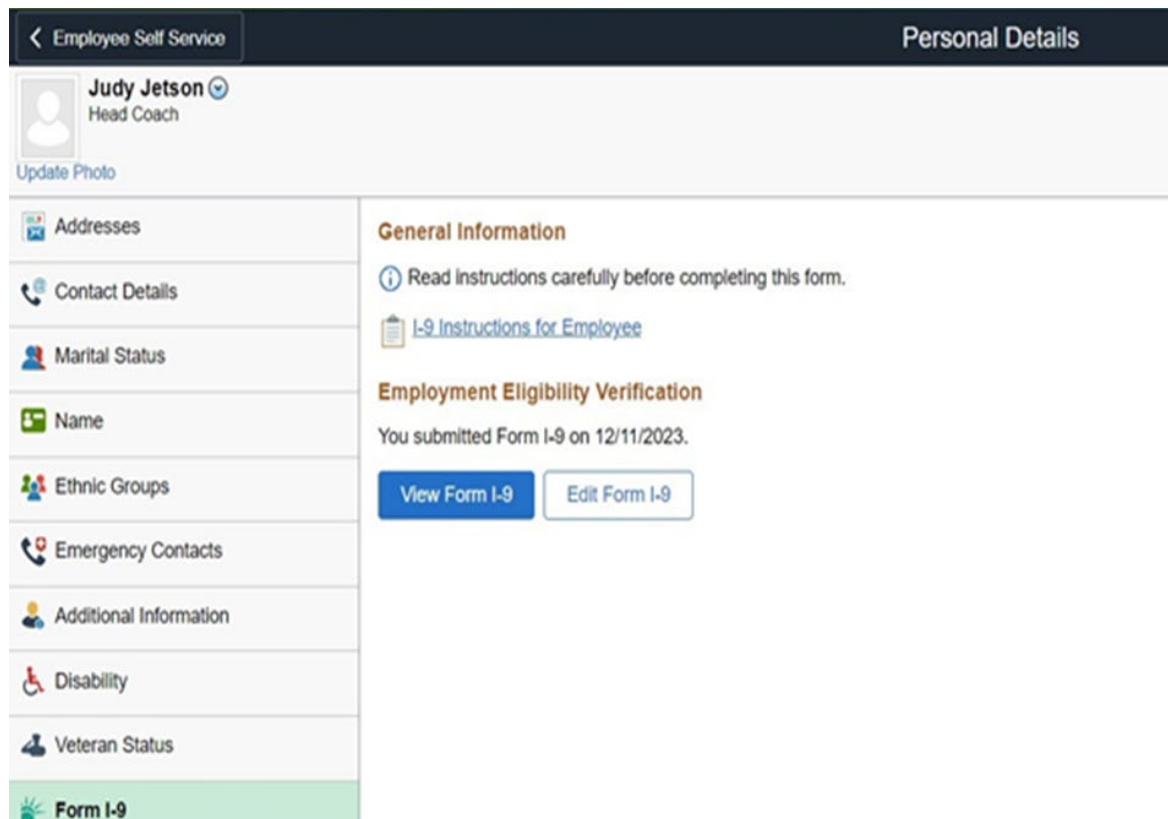 Employee Self Service
Personal Details
Judy Jetson
Head Coach
Update Photo
Addresses
Contact Details
Marital Status
Name
Ethnic Groups
Emergency Contacts
Additional Information
Disability
Veteran Status
Form I-9
General Information
Read instructions carefully before completing this form.
I-9 Instructions for Employee
Employment Eligibility Verification
You submitted Form I-9 on 12/11/2023.
View Form I-9
Edit Form I-9